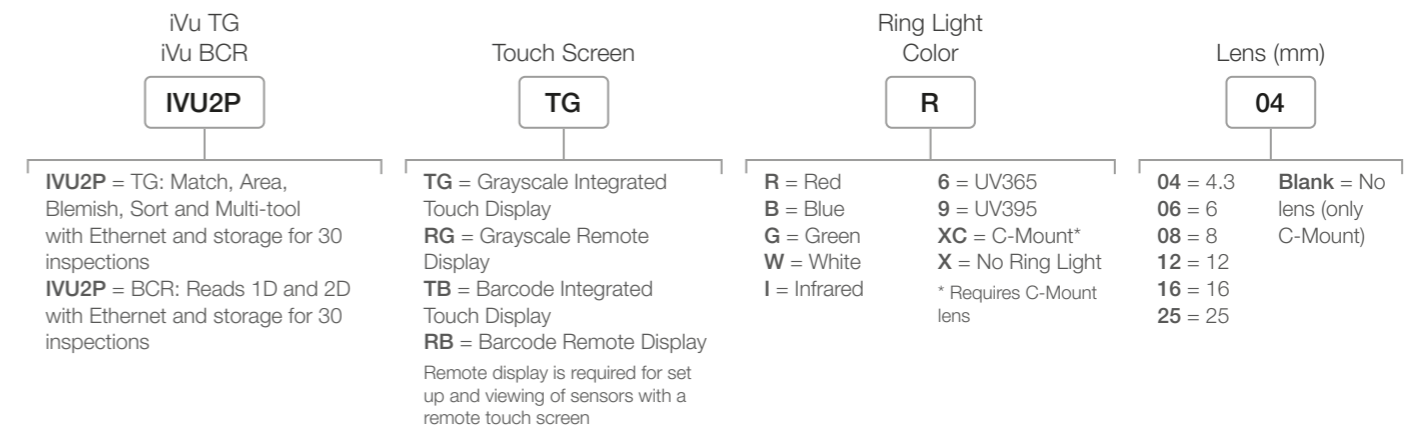 iVu TG
iVu BCR
IVU2P
IVU2P = TG: Match, Area,
Blemish, Sort and Multi-tool
with Ethernet and storage for 30
inspections
IVU2P = BCR: Reads 1D and 2D
with Ethernet and storage for 30
inspections
Touch Screen
TG
TG = Grayscale Integrated
Touch Display
RG = Grayscale Remote
Display
TB = Barcode Integrated
Touch Display
RB = Barcode Remote Display
Remote display is required for set
up and viewing of sensors with a
remote touch screen
Ring Light
Color
R
R = Red
B = Blue
G = Green
W = White
I = Infrared
6 = UV365
9 = UV395
XC = C-Mount*
X = No Ring Light
* Requires C-Mount
lens
Lens (mm)
04
04 = 4.3
06 = 6
08 = 8
12 = 12
16 = 16
25 = 25
Blank = No
lens (only
C-Mount)